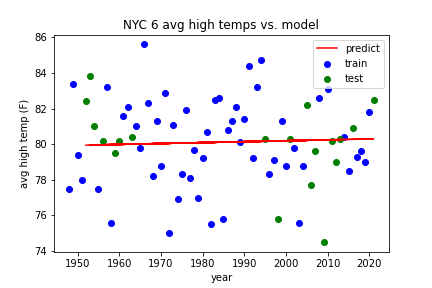 NYC 6 avg high temps vs. model
predict
train
test
86
84
82
80
78
76
74
avg high temp (F)
1950 1960 1970 1980 1990 2000 2010 2020
year